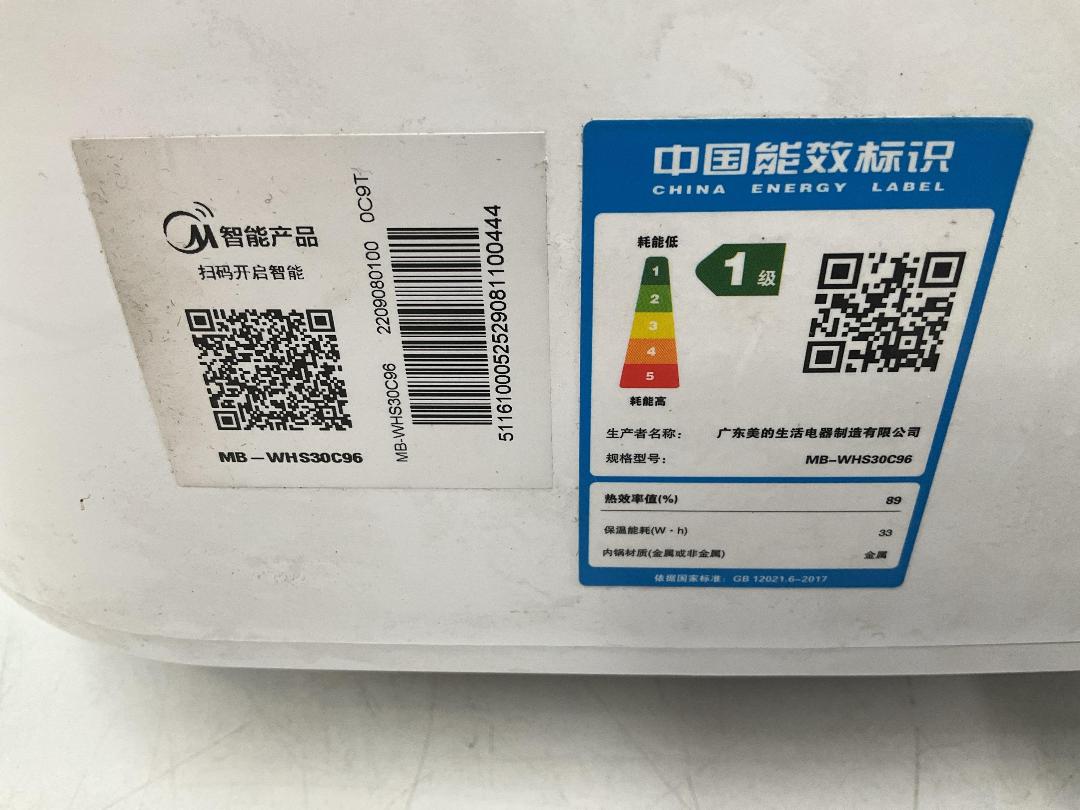 智能产品
扫码开启智能
MB-WHS30C96
MB-WHS30C96 2209080100 0C9T
5116100052529081100444
中国能效标识
CHINA ENERGY LABEL
耗能低
1
2
3
4
5
耗能高
1级
生产者名称: 广东美的生活电器制造有限公司
规格型号: MB-WHS30C96
热效率值(%) 89
保温能耗(W·h) 33
内锅材质(金属或非金属) 金属
依据国家标准: GB 12021.6-2017